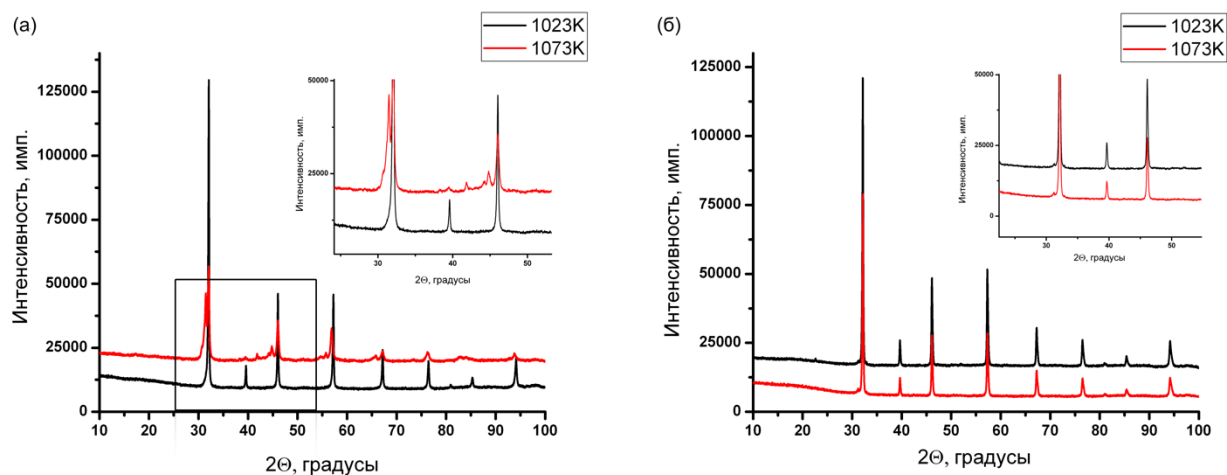 (а)
1023K
1073K
Интенсивность, имп.
125000
100000
75000
50000
25000
0
10 20 30 40 50 60 70 80 90 100
2Θ, градусы
Интенсивность, имп.
50000
25000
30 40 50
2Θ, градусы
(б)
1023K
1073K
Интенсивность, имп.
125000
100000
75000
50000
25000
0
10 20 30 40 50 60 70 80 90 100
2Θ, градусы
Интенсивность, имп.
50000
25000
0
30 40 50
2Θ, градусы